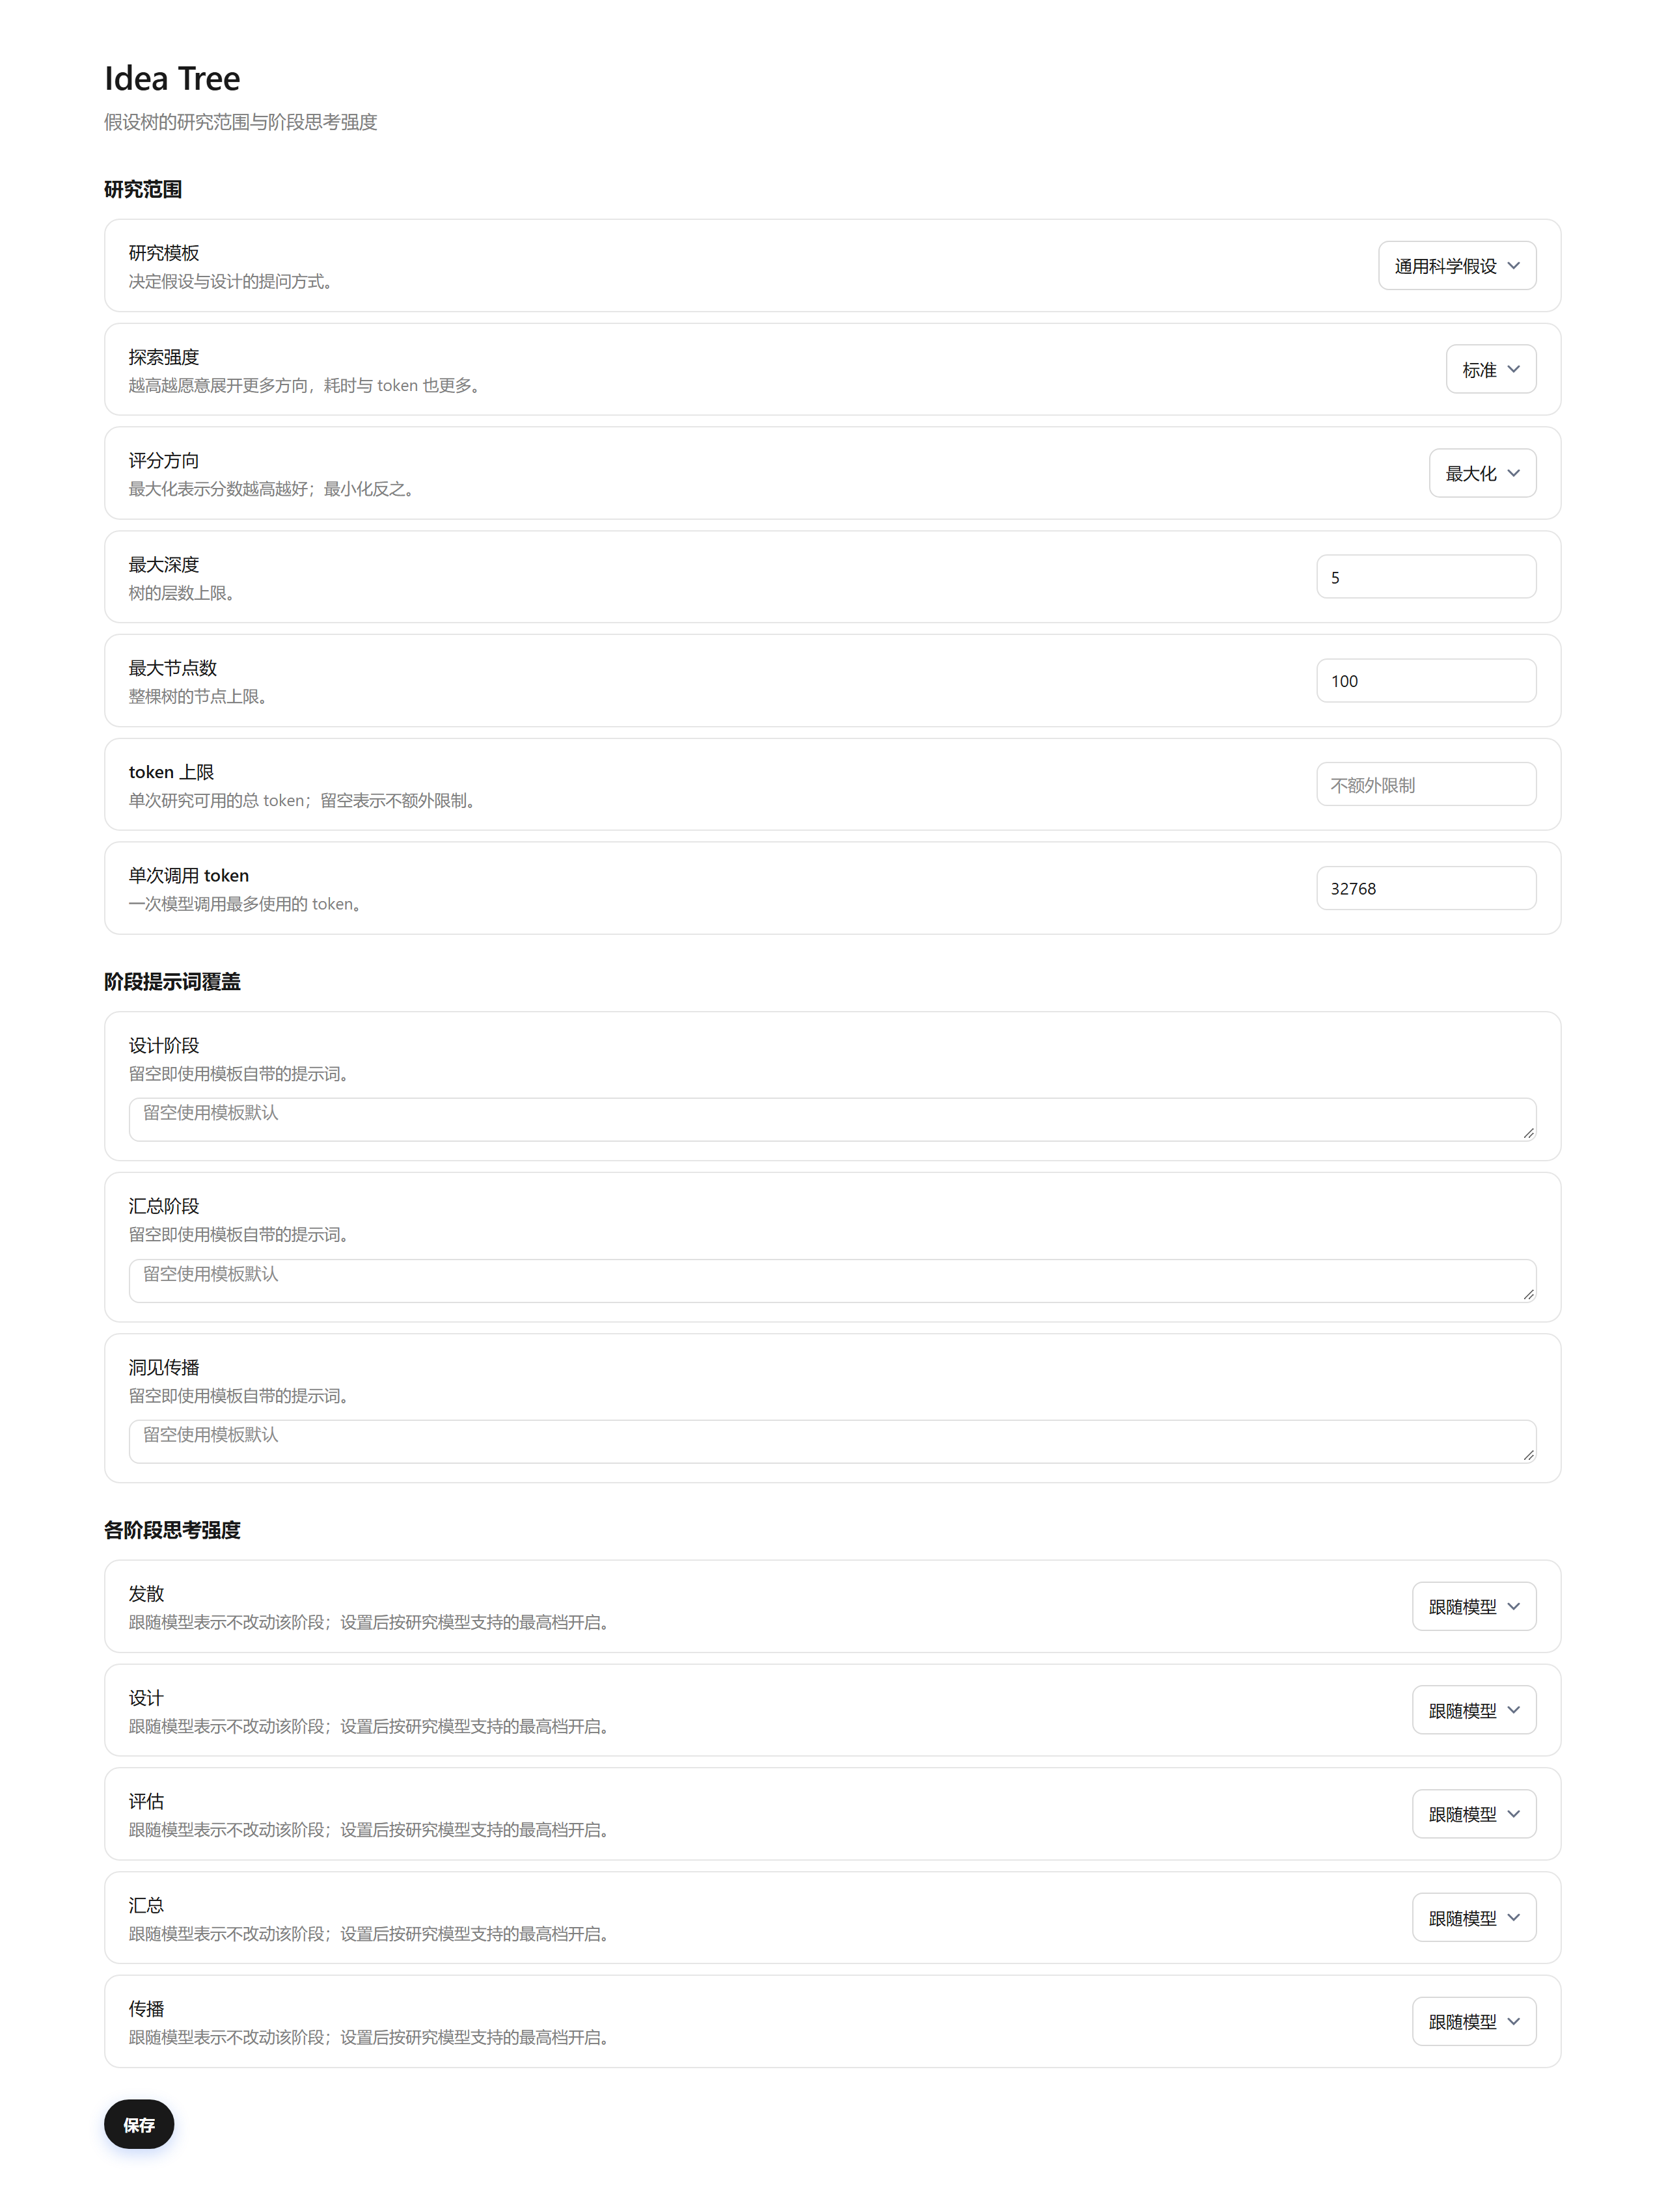 Idea Tree
假设树的研究范围与阶段思考强度
研究范围
研究模板
决定假设与设计的提问方式。
通用科学假设
探索强度
越高越愿意展开更多方向，耗时与 token 也更多。
标准
评分方向
最大化表示分数越高越好；最小化反之。
最大化
最大深度
树的层数上限。
5
最大节点数
整棵树的节点上限。
100
token 上限
单次研究可用的总 token；留空表示不额外限制。
不额外限制
单次调用 token
一次模型调用最多使用的 token。
32768
阶段提示词覆盖
设计阶段
留空即使用模板自带的提示词。
留空使用模板默认
汇总阶段
留空即使用模板自带的提示词。
留空使用模板默认
洞见传播
留空即使用模板自带的提示词。
留空使用模板默认
各阶段思考强度
发散
跟随模型表示不改动该阶段；设置后按研究模型支持的最高档开启。
跟随模型
设计
跟随模型表示不改动该阶段；设置后按研究模型支持的最高档开启。
跟随模型
评估
跟随模型表示不改动该阶段；设置后按研究模型支持的最高档开启。
跟随模型
汇总
跟随模型表示不改动该阶段；设置后按研究模型支持的最高档开启。
跟随模型
传播
跟随模型表示不改动该阶段；设置后按研究模型支持的最高档开启。
跟随模型
保存